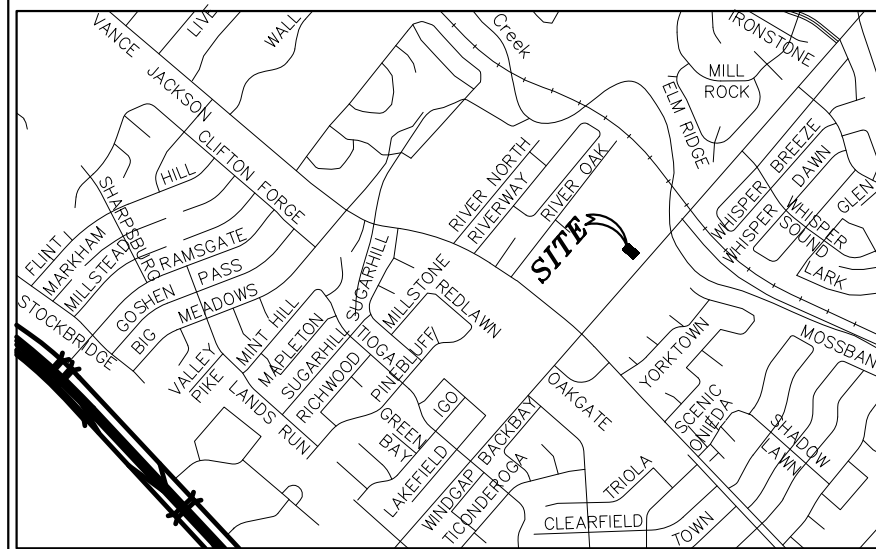 VANCE
JACKSON
LIVE
WALL
Creek
IRONSTONE
MILL
ROCK
ELM RIDGE
CLIFTON FORGE
HILL
SHARPSBURG
FLINT
MARKHAM
MILLSTEAD
RAMSGATE
GOSHEN PASS
BIG MEADOWS
STOCKBRIDGE
RIVER NORTH
RIVERWAY
RIVER OAK
SITE
WHISPER BREEZE
WHISPER DAWN
WHISPER SOUND
GLEN
LARK
VALLEY
PIKE
MINT HILL
MAPLETON
SUGARHILL
SUGARHILL
RICHWOOD
LANDS RUN
TIOGA
MILLSTONE
REDLAWN
PINEBLUFF
GREEN
BAY
IGO
LAKEFIELD
WINDGAP
BACKBAY
TICONDEROGA
OAKGATE
YORKTOWN
MOSSBAN
SCENIC
ONIEDA
SHADOW
LAWN
TRIOLA
CLEARFIELD
TOWN